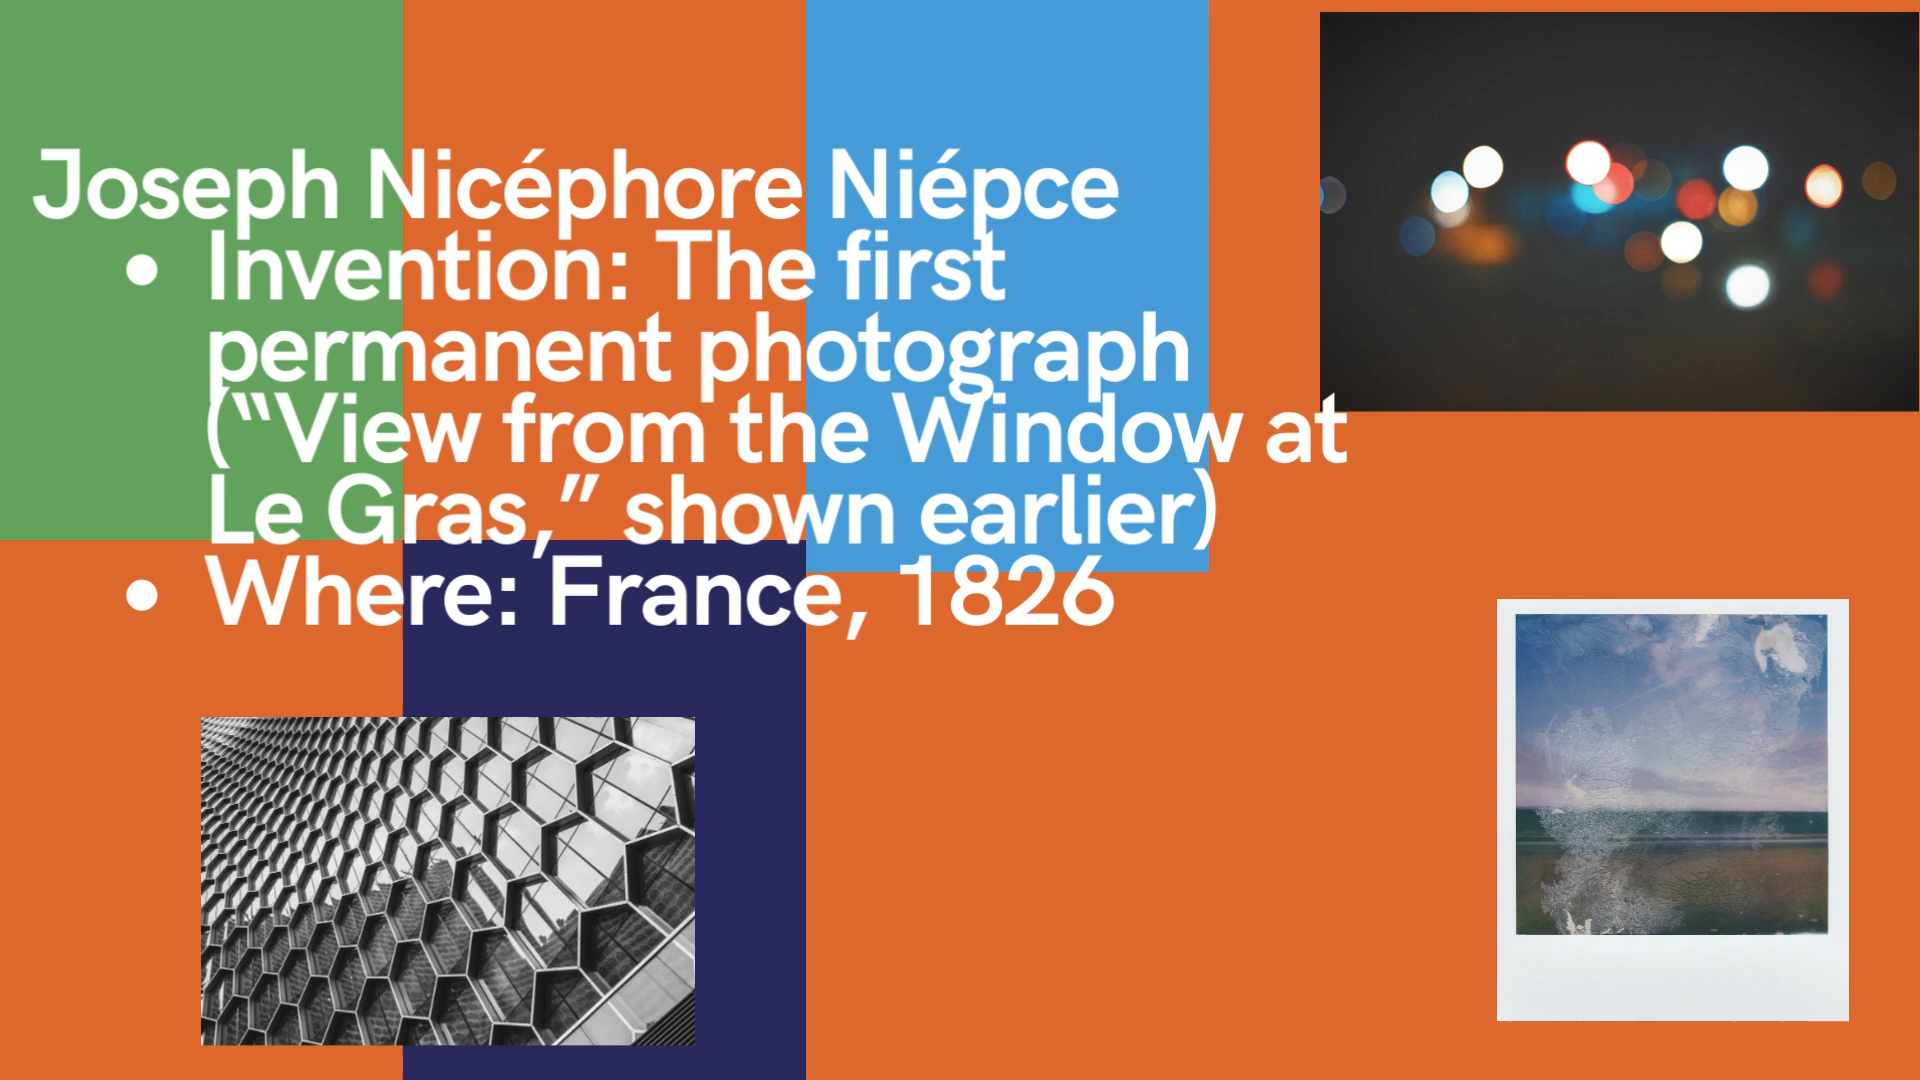 Joseph Nicéphore Niépce
• Invention: The first
permanent photograph
(“View from the Window at
Le Gras,” shown earlier)
• Where: France, 1826